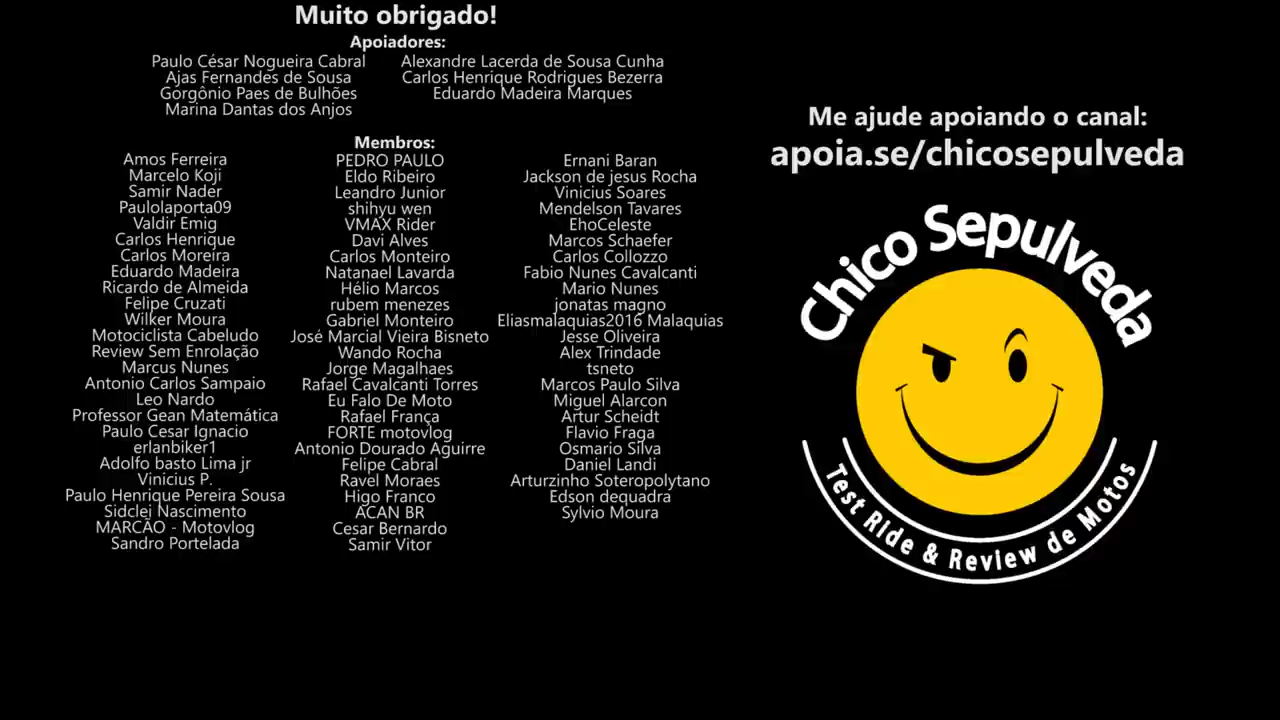 Muito obrigado!
Apoiadores:
Paulo César Nogueira Cabral
Ajas Fernandes de Sousa
Gorgônio Paes de Bulhões
Marina Dantas dos Anjos
Alexandre Lacerda de Sousa Cunha
Carlos Henrique Rodrigues Bezerra
Eduardo Madeira Marques
Membros:
Amos Ferreira
Marcelo Koji
Samir Nader
Paulolaporta09
Valdir Emig
Carlos Henrique
Carlos Moreira
Eduardo Madeira
Ricardo de Almeida
Felipe Cruzati
Wilker Moura
Motociclista Cabeludo
Review Sem Enrolação
Marcus Nunes
Antonio Carlos Sampaio
Leo Nardo
Professor Gean Matemática
Paulo Cesar Ignacio
erlanbiker1
Adolfo basto Lima jr
Vinicius P.
Paulo Henrique Pereira Sousa
Sidclei Nascimento
MARCÃO - Motovlog
Sandro Portelada
PEDRO PAULO
Eldo Ribeiro
Leandro Junior
shihyu wen
VMAX Rider
Davi Alves
Carlos Monteiro
Natanael Lavarda
Hélio Marcos
rubem menezes
Gabriel Monteiro
José Marcial Vieira Bisneto
Wando Rocha
Jorge Magalhaes
Rafael Cavalcanti Torres
Eu Falo De Moto
Rafael França
FORTE motovlog
Antonio Dourado Aguirre
Felipe Cabral
Ravel Moraes
Higo Franco
ACAN BR
Cesar Bernardo
Samir Vitor
Ernani Baran
Jackson de jesus Rocha
Vinicius Soares
Mendelson Tavares
EhoCeleste
Marcos Schaefer
Carlos Collozzo
Fabio Nunes Cavalcanti
Mario Nunes
jonatas magno
Eliasmalaquias2016 Malaquias
Jesse Oliveira
Alex Trindade
tsneto
Marcos Paulo Silva
Miguel Alarcon
Artur Scheidt
Flavio Fraga
Osmario Silva
Daniel Landi
Arturzinho Soteropolytano
Edson dequadra
Sylvio Moura
Me ajude apoiando o canal:
apoia.se/chicosepulveda
Chico Sepulveda
Test Ride & Review de Motos